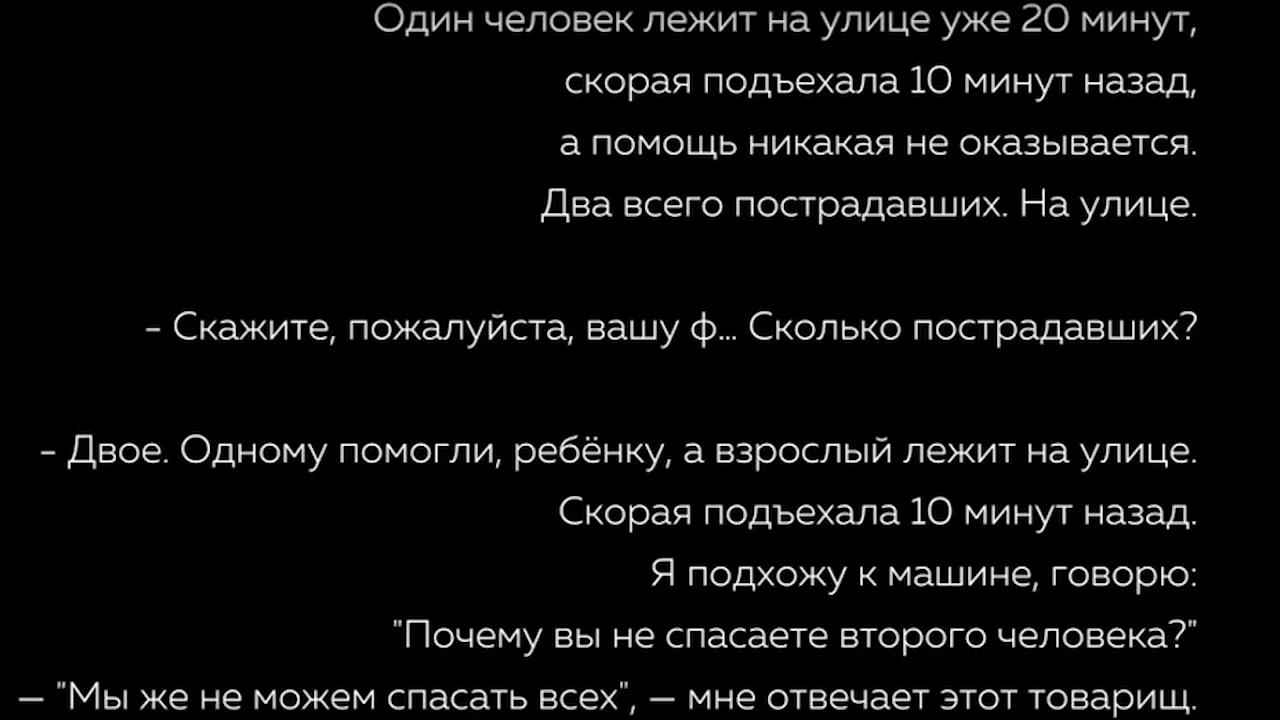 Один человек лежит на улице уже 20 минут,
скорая подъехала 10 минут назад,
а помощь никакая не оказывается.
Два всего пострадавших. На улице.
- Скажите, пожалуйста, вашу ф... Сколько пострадавших?
- Двое. Одному помогли, ребёнку, а взрослый лежит на улице.
Скорая подъехала 10 минут назад.
Я подхожу к машине, говорю:
"Почему вы не спасаете второго человека?"
— "Мы же не можем спасать всех", — мне отвечает этот товарищ.